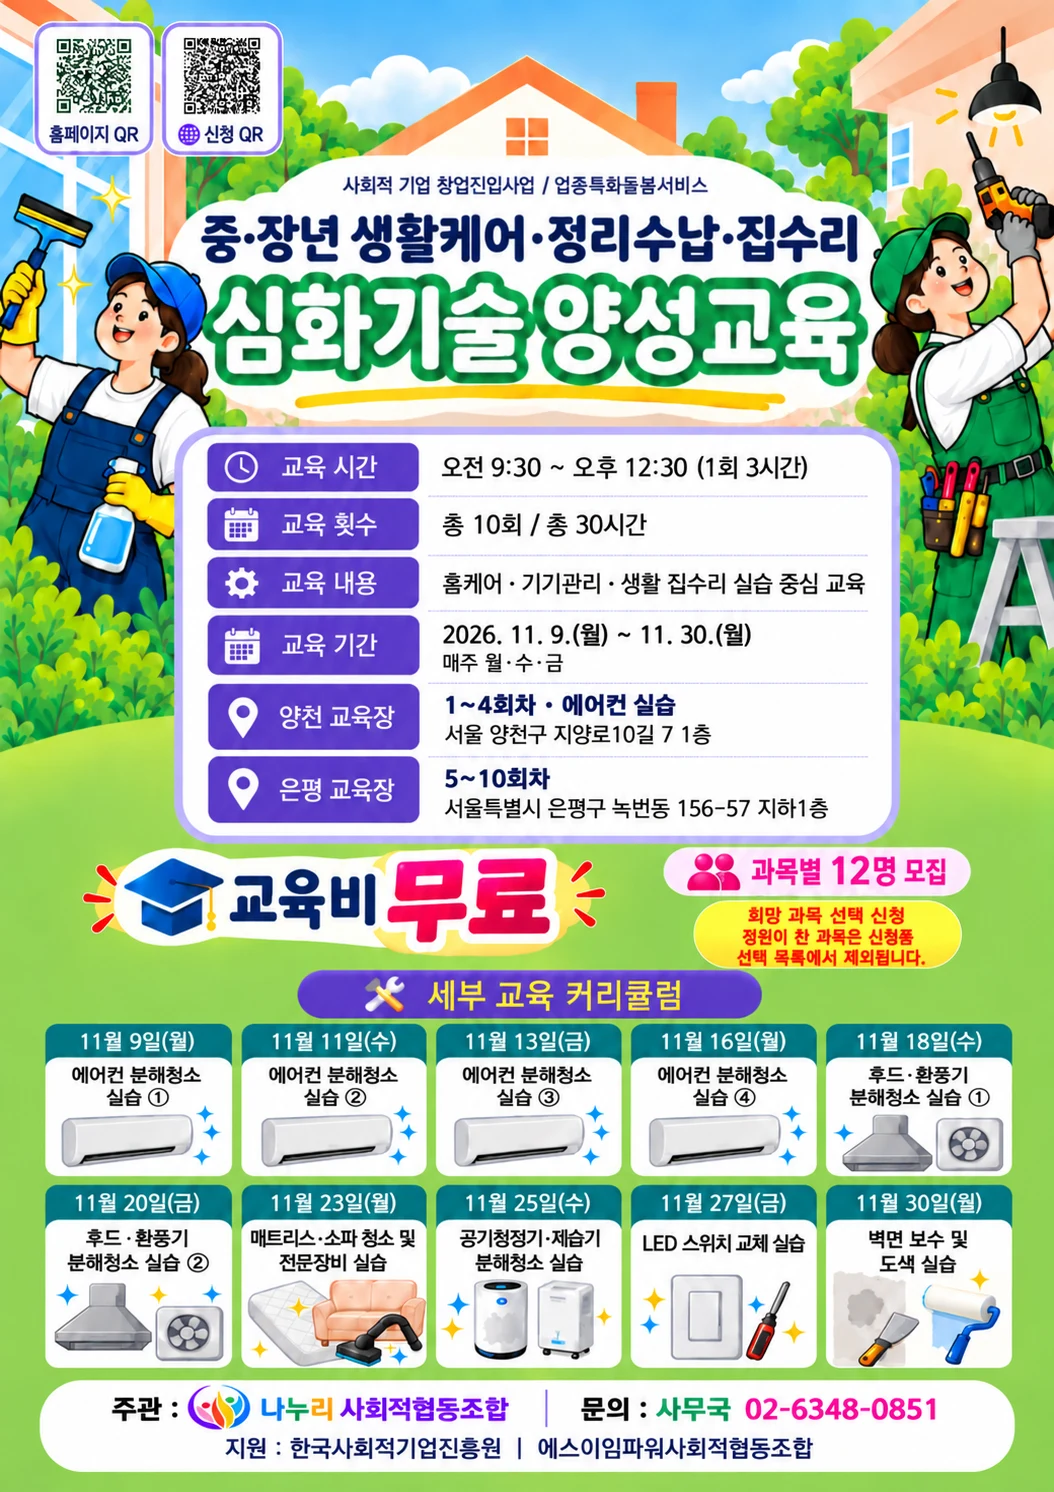 홈페이지 QR
신청 QR
사회적 기업 창업진입사업 / 업종특화돌봄서비스
중·장년 생활케어·정리수납·집수리
심화기술 양성교육
교육 시간
오전 9:30 ~ 오후 12:30 (1회 3시간)
교육 횟수
총 10회 / 총 30시간
교육 내용
홈케어 · 기기관리 · 생활 집수리 실습 중심 교육
교육 기간
2026. 11. 9.(월) ~ 11. 30.(월)
매주 월·수·금
양천 교육장
1~4회차 · 에어컨 실습
서울 양천구 지양로10길 7 1층
은평 교육장
5~10회차
서울특별시 은평구 녹번동 156-57 지하1층
교육비 무료
과목별 12명 모집
희망 과목 선택 신청
정원이 찬 과목은 신청폼
선택 목록에서 제외됩니다.
세부 교육 커리큘럼
11월 9일(월)
에어컨 분해청소
실습 ①
11월 11일(수)
에어컨 분해청소
실습 ②
11월 13일(금)
에어컨 분해청소
실습 ③
11월 16일(월)
에어컨 분해청소
실습 ④
11월 18일(수)
후드·환풍기
분해청소 실습 ①
11월 20일(금)
후드·환풍기
분해청소 실습 ②
11월 23일(월)
매트리스·소파 청소 및
전문장비 실습
11월 25일(수)
공기청정기·제습기
분해청소 실습
11월 27일(금)
LED 스위치 교체 실습
11월 30일(월)
벽면 보수 및
도색 실습
주관 : 나누리 사회적협동조합
문의 : 사무국 02-6348-0851
지원 : 한국사회적기업진흥원 | 에스이임파워사회적협동조합